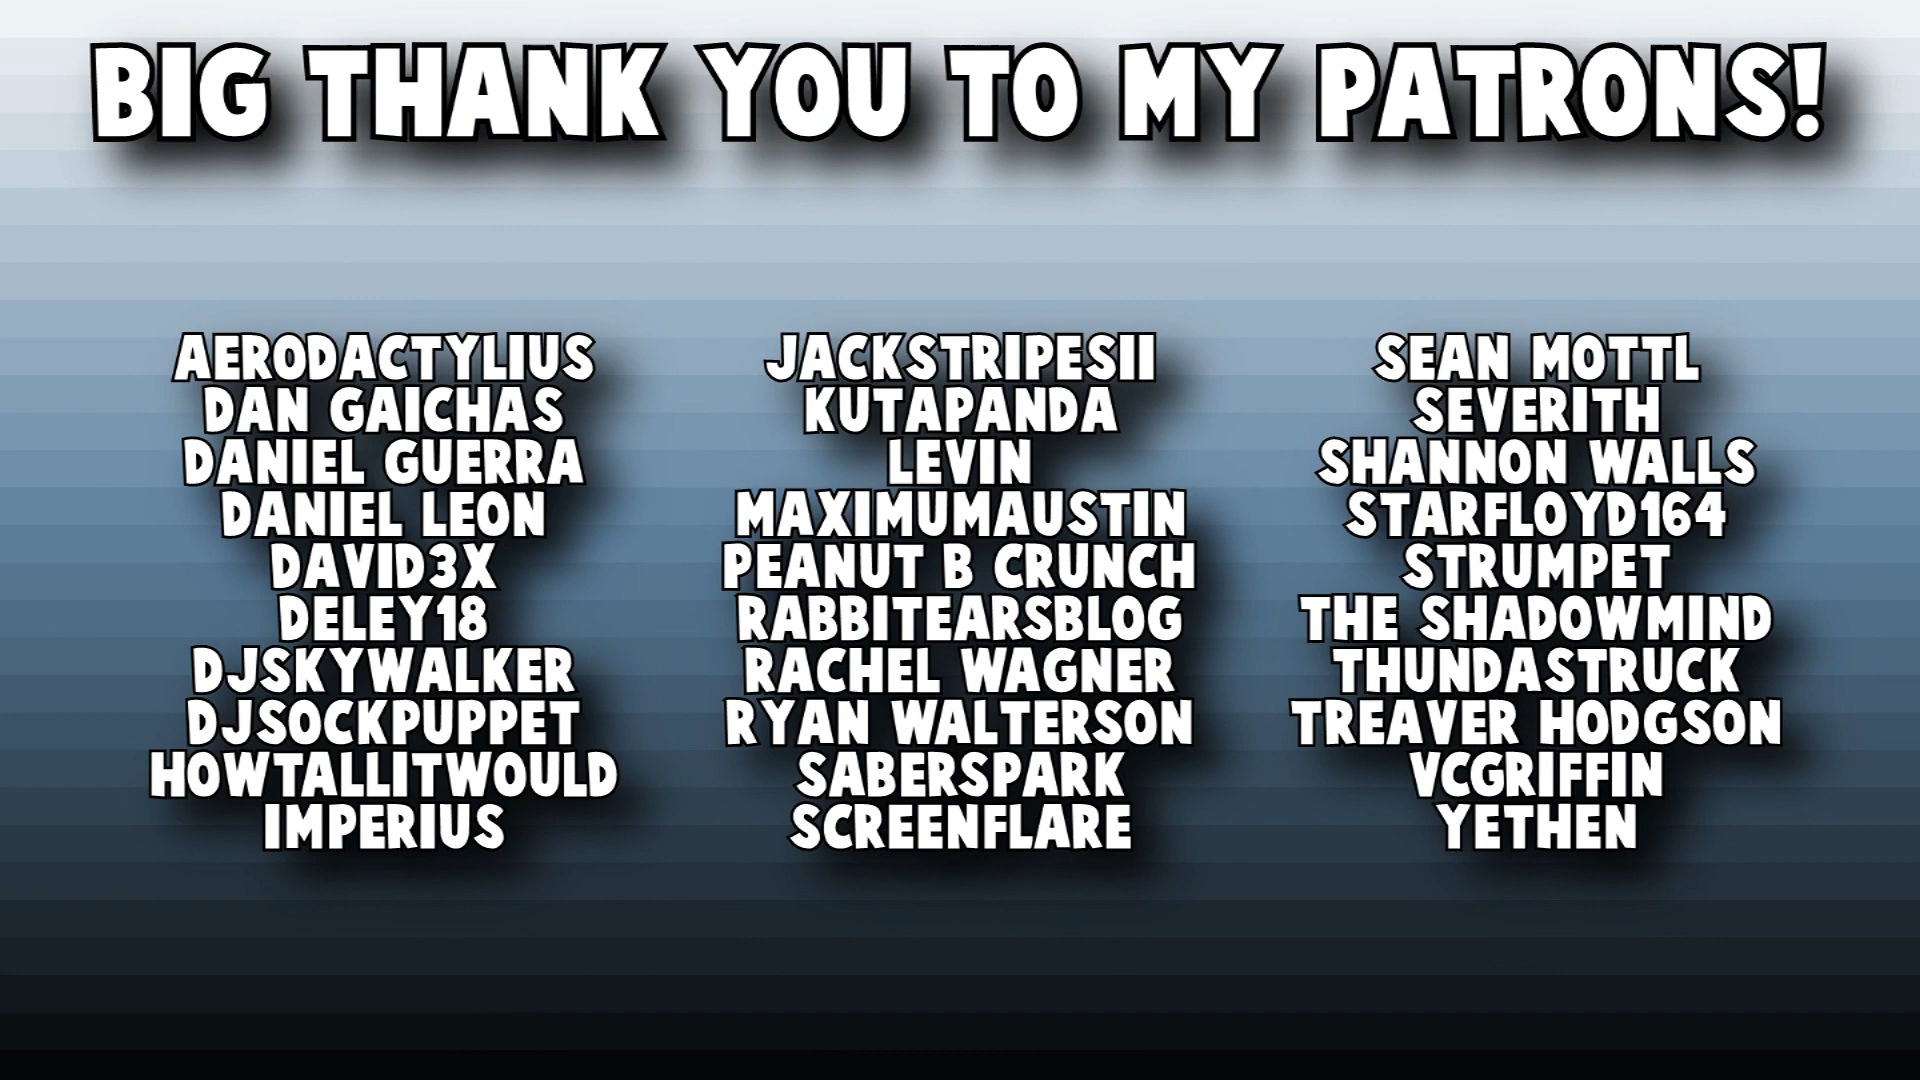 BIG THANK YOU TO MY PATRONS!
AERODACTYLIUS
DAN GAICHAS
DANIEL GUERRA
DANIEL LEON
DAVID3X
DELEY18
DJSKYWALKER
DJSOCKPUPPET
HOWTALLITWOULD
IMPERIUS
JACKSTRIPESII
KUTAPANDA
LEVIN
MAXIMUMAUSTIN
PEANUT B CRUNCH
RABBITEARSBLOG
RACHEL WAGNER
RYAN WALTERSON
SABERSPARK
SCREENFLARE
SEAN MOTTL
SEVERITH
SHANNON WALLS
STARFLOYD164
STRUMPET
THE SHADOWMIND
THUNDASTRUCK
TREAVER HODGSON
VCGRIFFIN
YETHEN